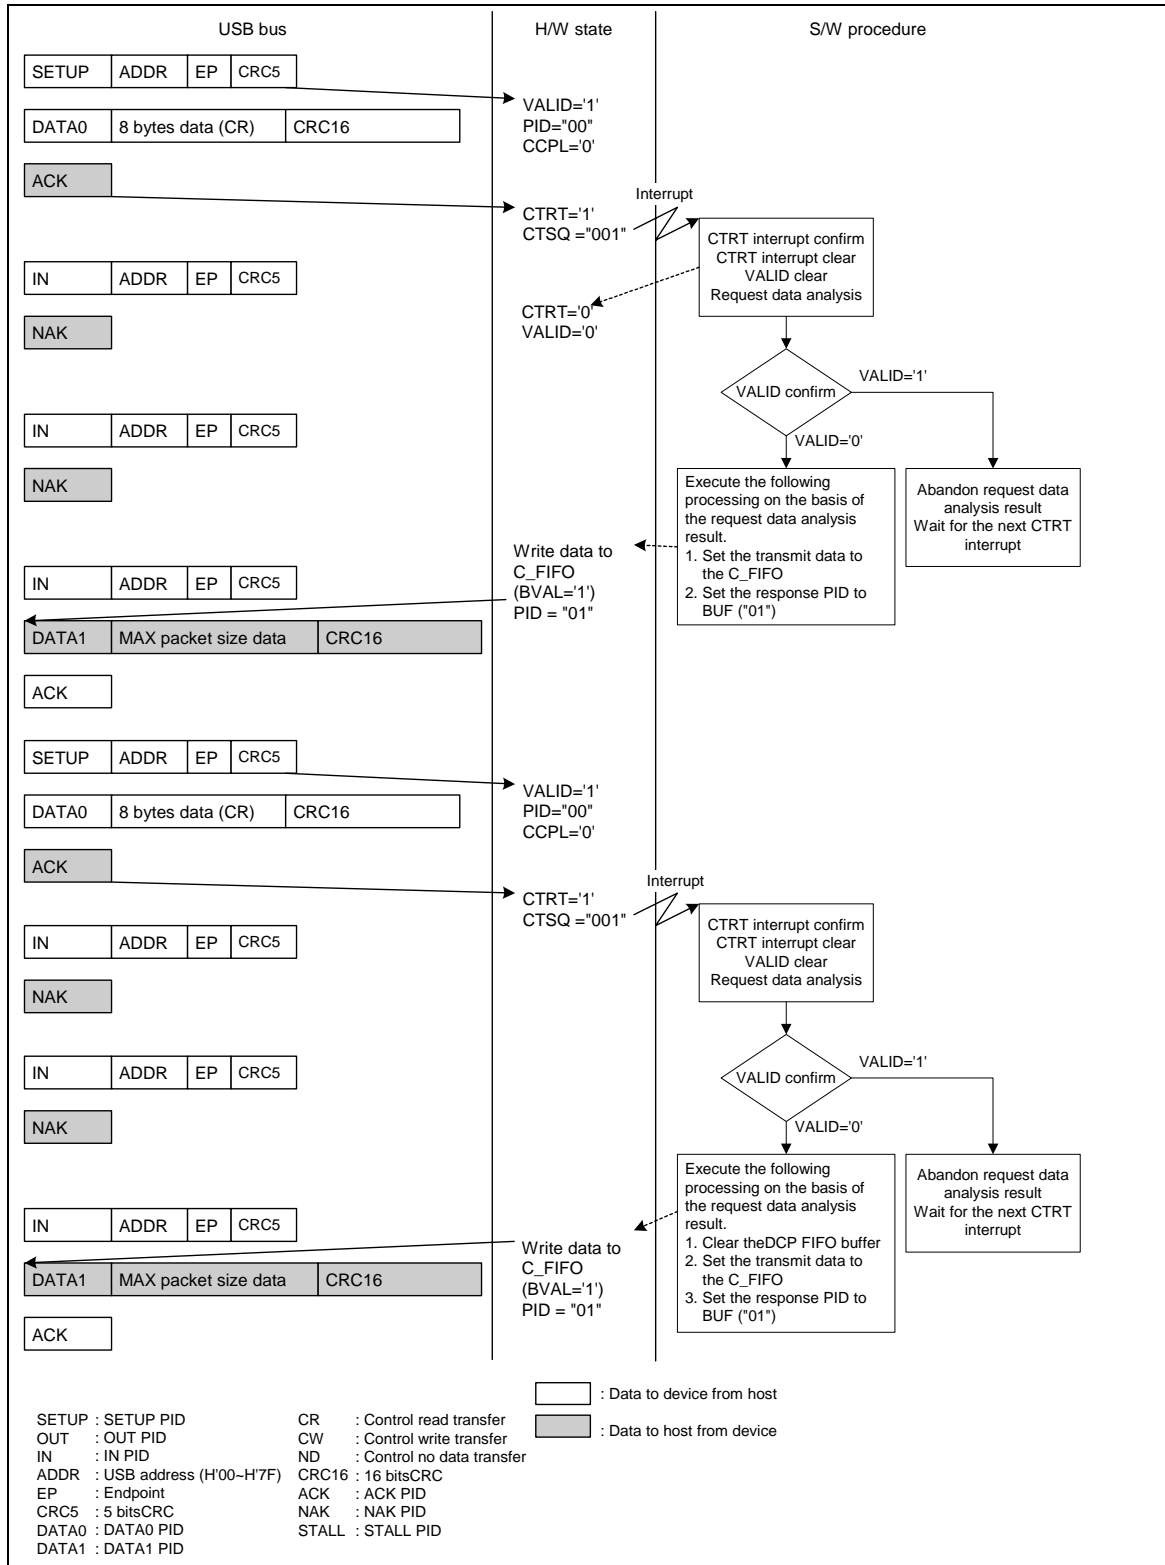 USB bus
H/W state
S/W procedure
SETUP ADDR EP CRC5
VALID='1'
PID="00"
CCPL='0'
DATA0 8 bytes data (CR) CRC16
ACK
Interrupt
CTRT='1'
CTSQ ="001"
CTRT interrupt confirm
CTRT interrupt clear
VALID clear
Request data analysis
IN ADDR EP CRC5
CTRT='0'
VALID='0'
NAK
VALID confirm
VALID='1'
VALID='0'
IN ADDR EP CRC5
NAK
Execute the following
processing on the basis of
the request data analysis
result.
1. Set the transmit data to
the C_FIFO
2. Set the response PID to
BUF ("01")
Abandon request data
analysis result
Wait for the next CTRT
interrupt
Write data to
C_FIFO
(BVAL='1')
PID = "01"
IN ADDR EP CRC5
DATA1 MAX packet size data CRC16
ACK
SETUP ADDR EP CRC5
VALID='1'
PID="00"
CCPL='0'
DATA0 8 bytes data (CR) CRC16
ACK
Interrupt
CTRT='1'
CTSQ ="001"
CTRT interrupt confirm
CTRT interrupt clear
VALID clear
Request data analysis
IN ADDR EP CRC5
NAK
VALID confirm
VALID='1'
VALID='0'
IN ADDR EP CRC5
NAK
Execute the following
processing on the basis of
the request data analysis
result.
1. Clear theDCP FIFO buffer
2. Set the transmit data to
the C_FIFO
3. Set the response PID to
BUF ("01")
Abandon request data
analysis result
Wait for the next CTRT
interrupt
IN ADDR EP CRC5
Write data to
C_FIFO
(BVAL='1')
PID = "01"
DATA1 MAX packet size data CRC16
ACK
: Data to device from host
: Data to host from device
SETUP : SETUP PID
OUT : OUT PID
IN : IN PID
ADDR : USB address (H'00~H'7F)
EP : Endpoint
CRC5 : 5 bitsCRC
DATA0 : DATA0 PID
DATA1 : DATA1 PID
CR : Control read transfer
CW : Control write transfer
ND : Control no data transfer
CRC16 : 16 bitsCRC
ACK : ACK PID
NAK : NAK PID
STALL : STALL PID